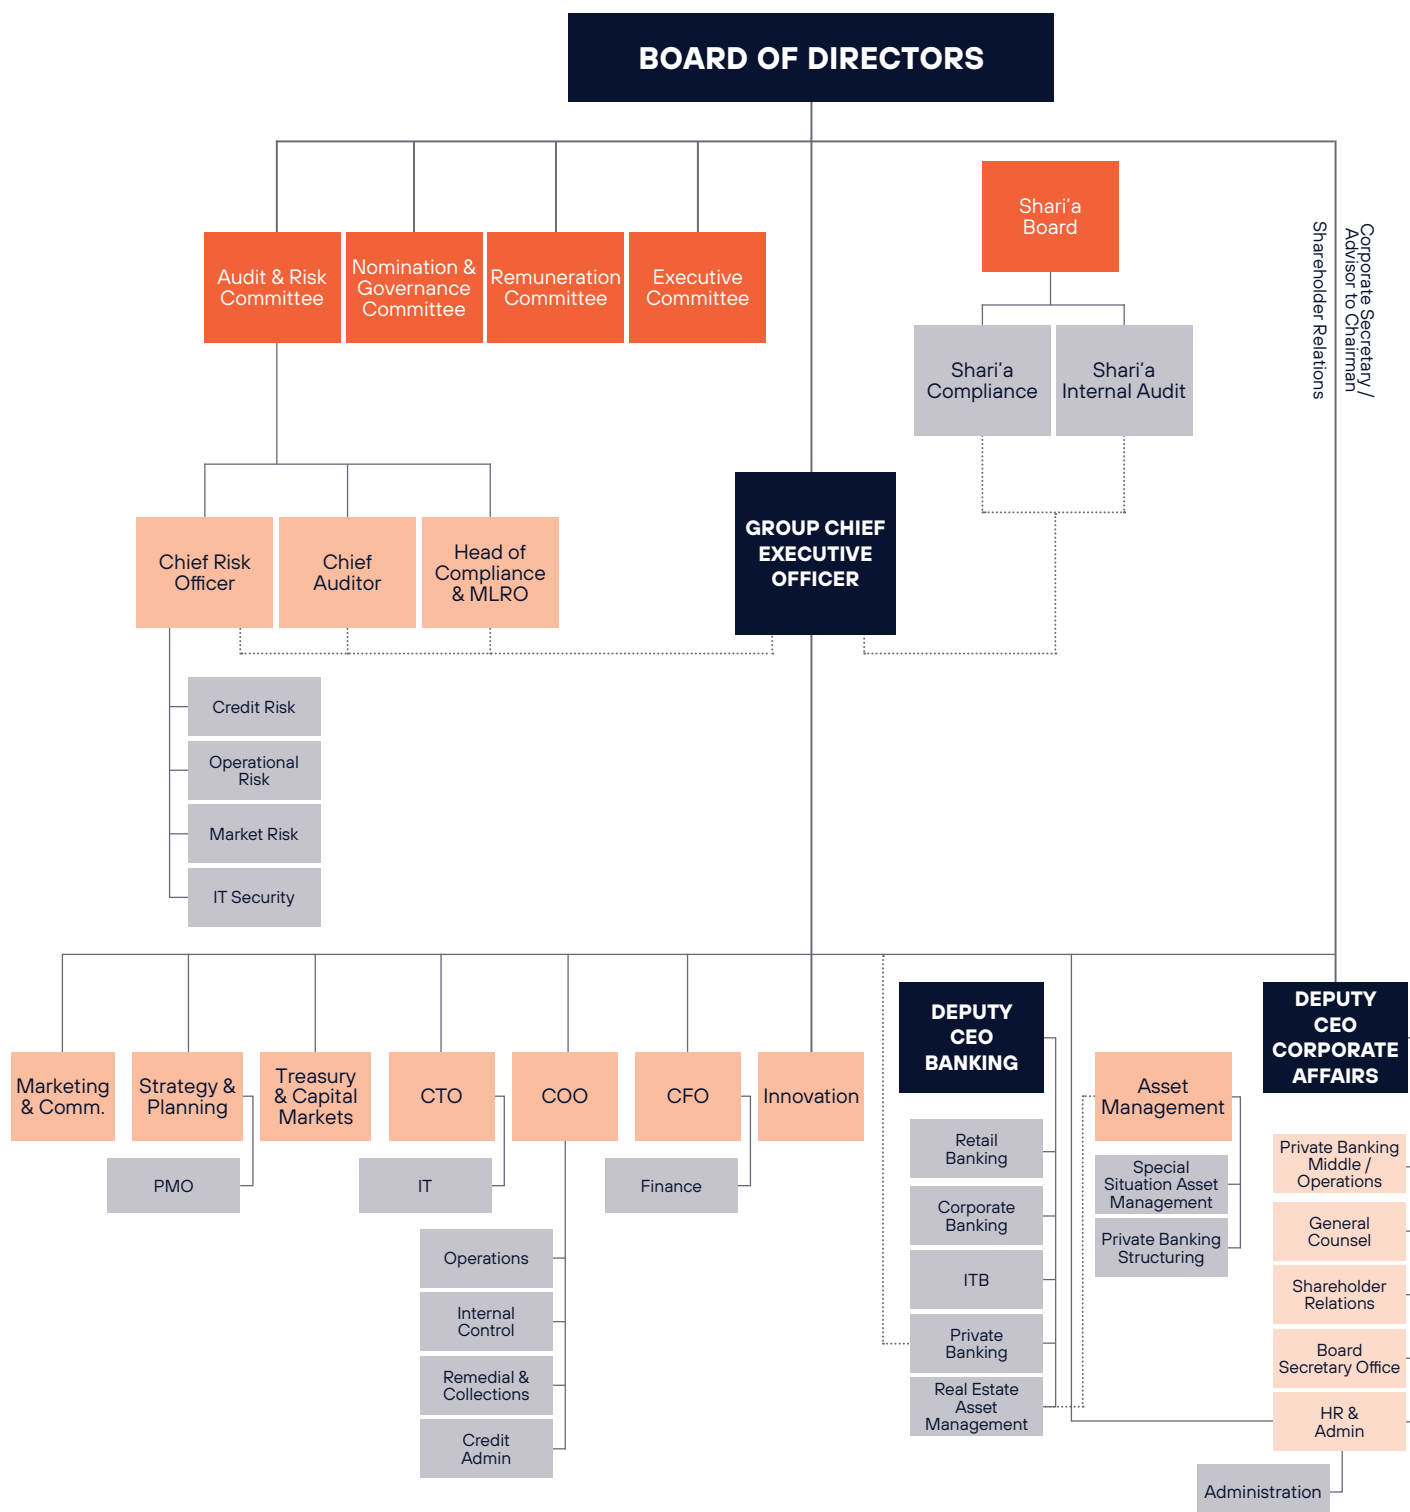 BOARD OF DIRECTORS
Shari'a
Board
Corporate Secretary /
Advisor to Chairman
Shareholder Relations
Audit & Risk
Committee
Nomination &
Governance
Committee
Remuneration
Committee
Executive
Committee
Shari'a
Compliance
Shari'a
Internal Audit
GROUP CHIEF
EXECUTIVE
OFFICER
Chief Risk
Officer
Chief
Auditor
Head of
Compliance
& MLRO
Credit Risk
Operational
Risk
Market Risk
IT Security
DEPUTY
CEO
BANKING
DEPUTY
CEO
CORPORATE
AFFAIRS
Marketing
& Comm.
Strategy &
Planning
Treasury
& Capital
Markets
CTO
COO
CFO
Innovation
Asset
Management
PMO
IT
Finance
Operations
Internal
Control
Remedial &
Collections
Credit
Admin
Retail
Banking
Corporate
Banking
ITB
Private
Banking
Real Estate
Asset
Management
Special
Situation Asset
Management
Private Banking
Structuring
Private Banking
Middle /
Operations
General
Counsel
Shareholder
Relations
Board
Secretary Office
HR &
Admin
Administration